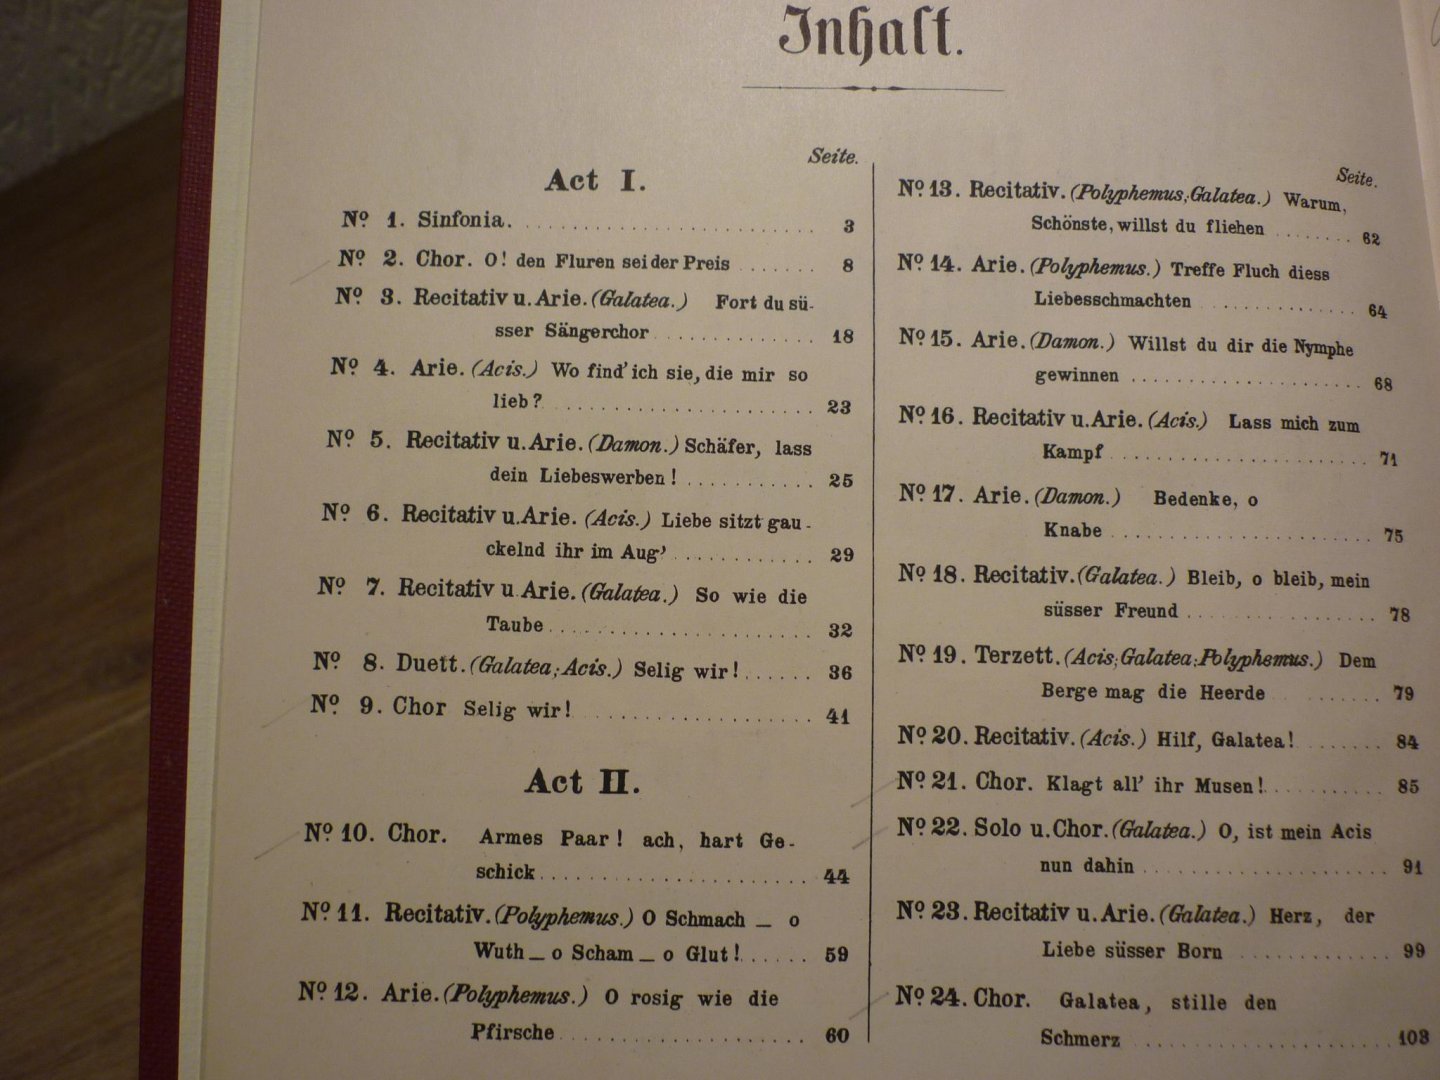 Inhalt.
Seite.
Act I.
No 1. Sinfonia. 3
No 2. Chor. O! den Fluren sei der Preis 8
No 3. Recitativ u. Arie. (Galatea.) Fort du sü-
sser Sängerchor 18
No 4. Arie. (Acis.) Wo find' ich sie, die mir so
lieb? 23
No 5. Recitativ u. Arie. (Damon.) Schäfer, lass
dein Liebeswerben! 25
No 6. Recitativ u. Arie. (Acis.) Liebe sitzt gau-
ckelnd ihr im Aug' 29
No 7. Recitativ u. Arie. (Galatea.) So wie die
Taube 32
No 8. Duett. (Galatea; Acis.) Selig wir! 36
No 9. Chor Selig wir! 41
Act II.
No 10. Chor. Armes Paar! ach, hart Ge-
schick 44
No 11. Recitativ. (Polyphemus.) O Schmach _ o
Wuth _ o Scham _ o Glut! 59
No 12. Arie. (Polyphemus.) O rosig wie die
Pfirsche 60
Seite.
No 13. Recitativ. (Polyphemus; Galatea.) Warum,
Schönste, willst du fliehen 62
No 14. Arie. (Polyphemus.) Treffe Fluch diess
Liebesschmachten 64
No 15. Arie. (Damon.) Willst du dir die Nymphe
gewinnen 68
No 16. Recitativ u. Arie. (Acis.) Lass mich zum
Kampf 71
No 17. Arie. (Damon.) Bedenke, o
Knabe 75
No 18. Recitativ. (Galatea.) Bleib, o bleib, mein
süsser Freund 78
No 19. Terzett. (Acis; Galatea; Polyphemus.) Dem
Berge mag die Heerde 79
No 20. Recitativ. (Acis.) Hilf, Galatea! 84
No 21. Chor. Klagt all' ihr Musen! 85
No 22. Solo u. Chor. (Galatea.) O, ist mein Acis
nun dahin 91
No 23. Recitativ u. Arie. (Galatea.) Herz, der
Liebe süsser Born 99
No 24. Chor. Galatea, stille den
Schmerz 103